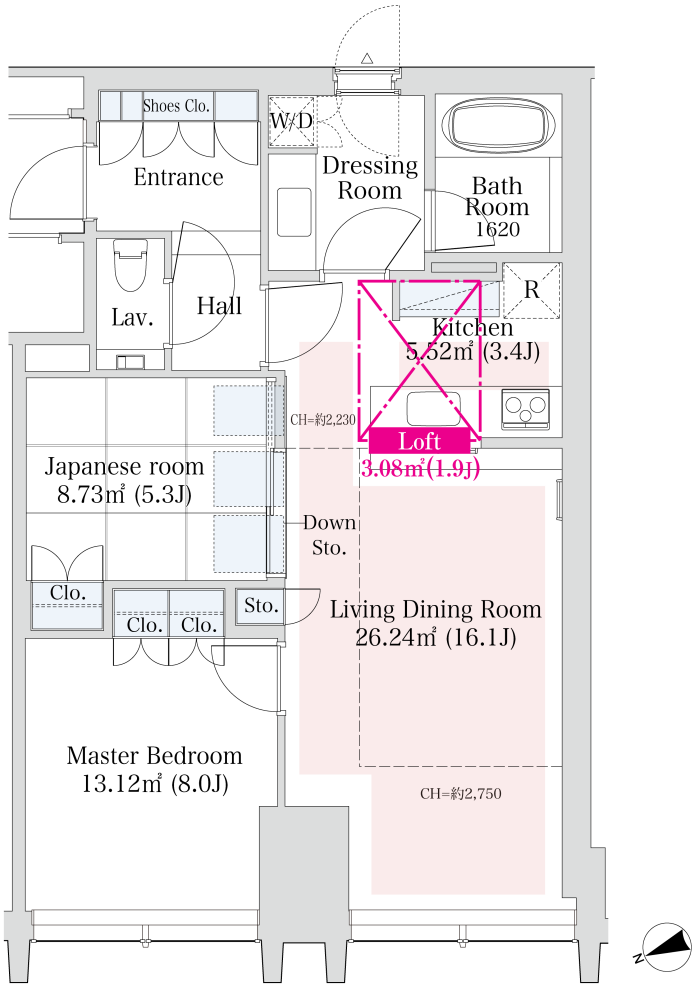 Shoes Clo.
W/D
Entrance
Dressing
Room
Bath
Room
1620
Lav.
Hall
R
Kitchen
5.52㎡ (3.4J)
CH=約2,230
Loft
3.08㎡(1.9J)
Japanese room
8.73㎡ (5.3J)
Down
Sto.
Clo.
Clo.
Clo.
Sto.
Living Dining Room
26.24㎡ (16.1J)
Master Bedroom
13.12㎡ (8.0J)
CH=約2,750
N